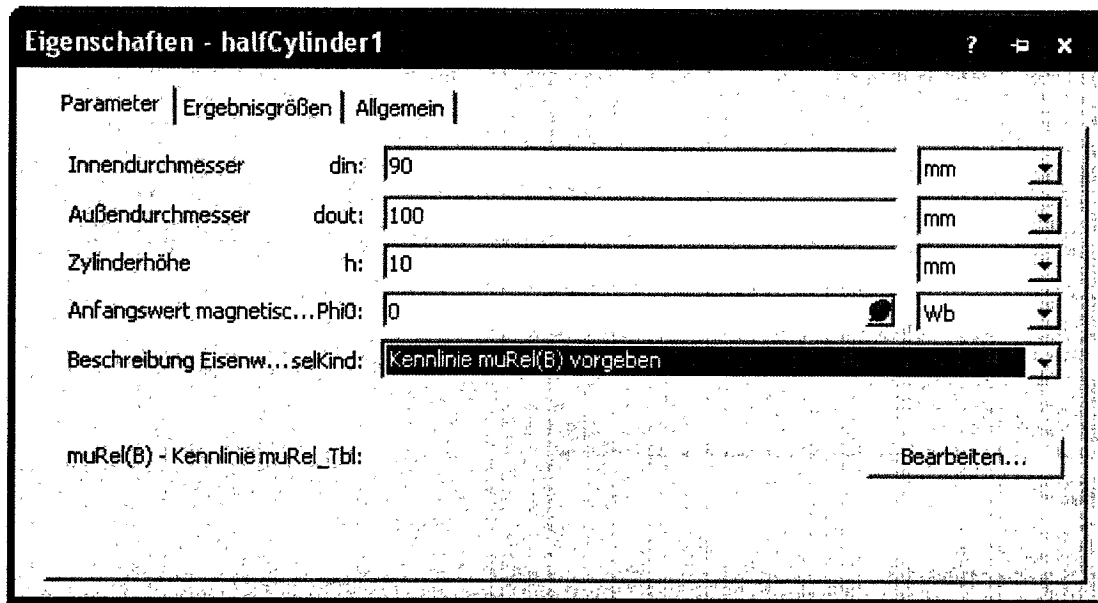 Eigenschaften - halfCylinder1 ? x
Parameter Ergebnisgrößen Allgemein
Innendurchmesser din: 90 mm
Außendurchmesser dout: 100 mm
Zylinderhöhe h: 10 mm
Anfangswert magnetisc...Phi0: 0 Wb
Beschreibung Eisenw...selKind: Kennlinie muRel(B) vorgeben
muRel(B) - Kennlinie muRel_Tbl: Bearbeiten...